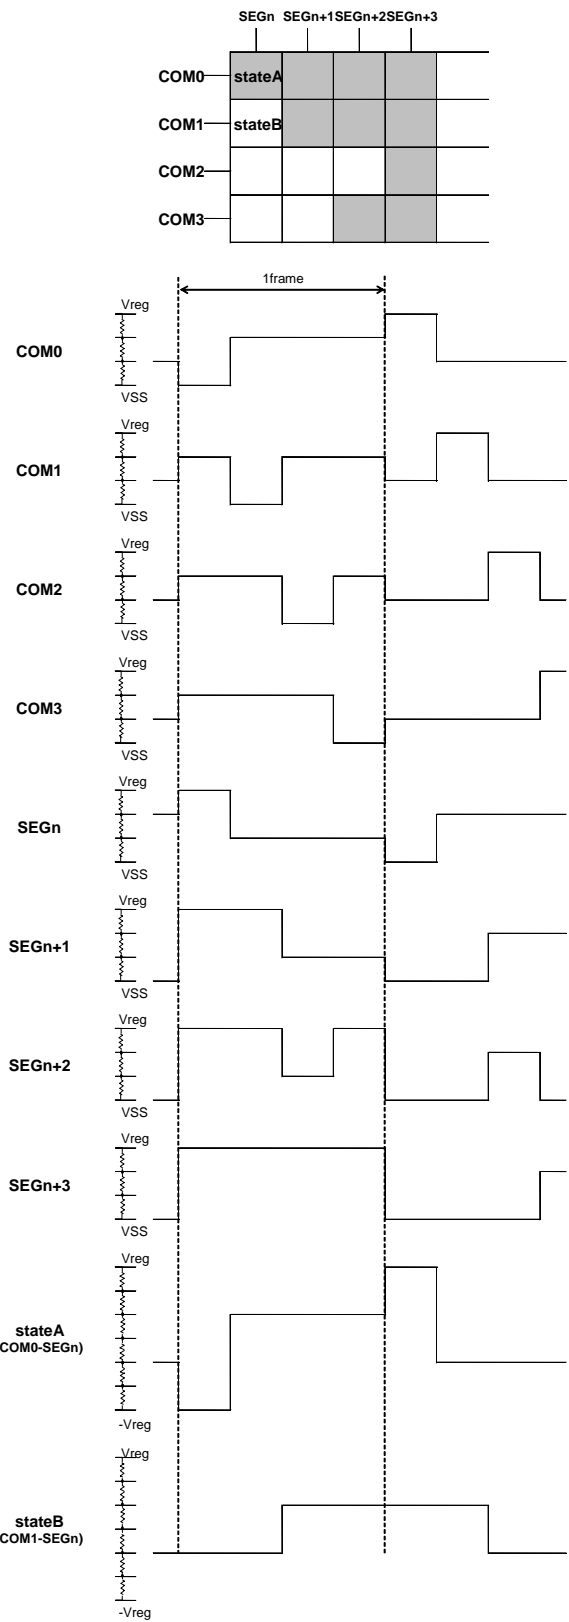 SEGn SEGn+1 SEGn+2 SEGn+3
COM0 stateA
COM1 stateB
COM2
COM3
1frame
Vreg
COM0
VSS
Vreg
COM1
VSS
Vreg
COM2
VSS
Vreg
COM3
VSS
Vreg
SEGn
VSS
Vreg
SEGn+1
VSS
Vreg
SEGn+2
VSS
Vreg
SEGn+3
VSS
Vreg
stateA
COM0-SEGn)
-Vreg
Vreg
stateB
COM1-SEGn)
-Vreg